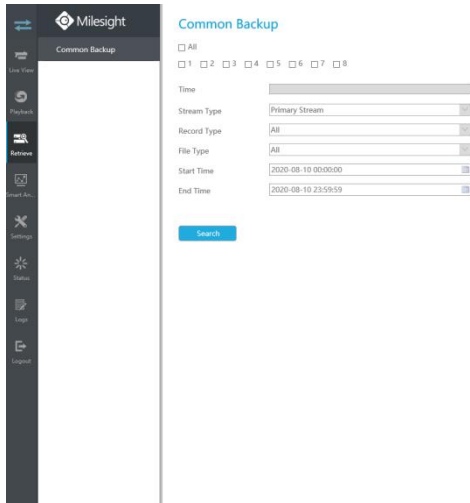 Milesight
Common Backup
Live View
Playback
Retrieve
Smart An...
Settings
Status
Logs
Logout
Common Backup
All
1 2 3 4 5 6 7 8
Time
Stream Type Primary Stream
Record Type All
File Type All
Start Time 2020-08-10 00:00:00
End Time 2020-08-10 23:59:59
Search